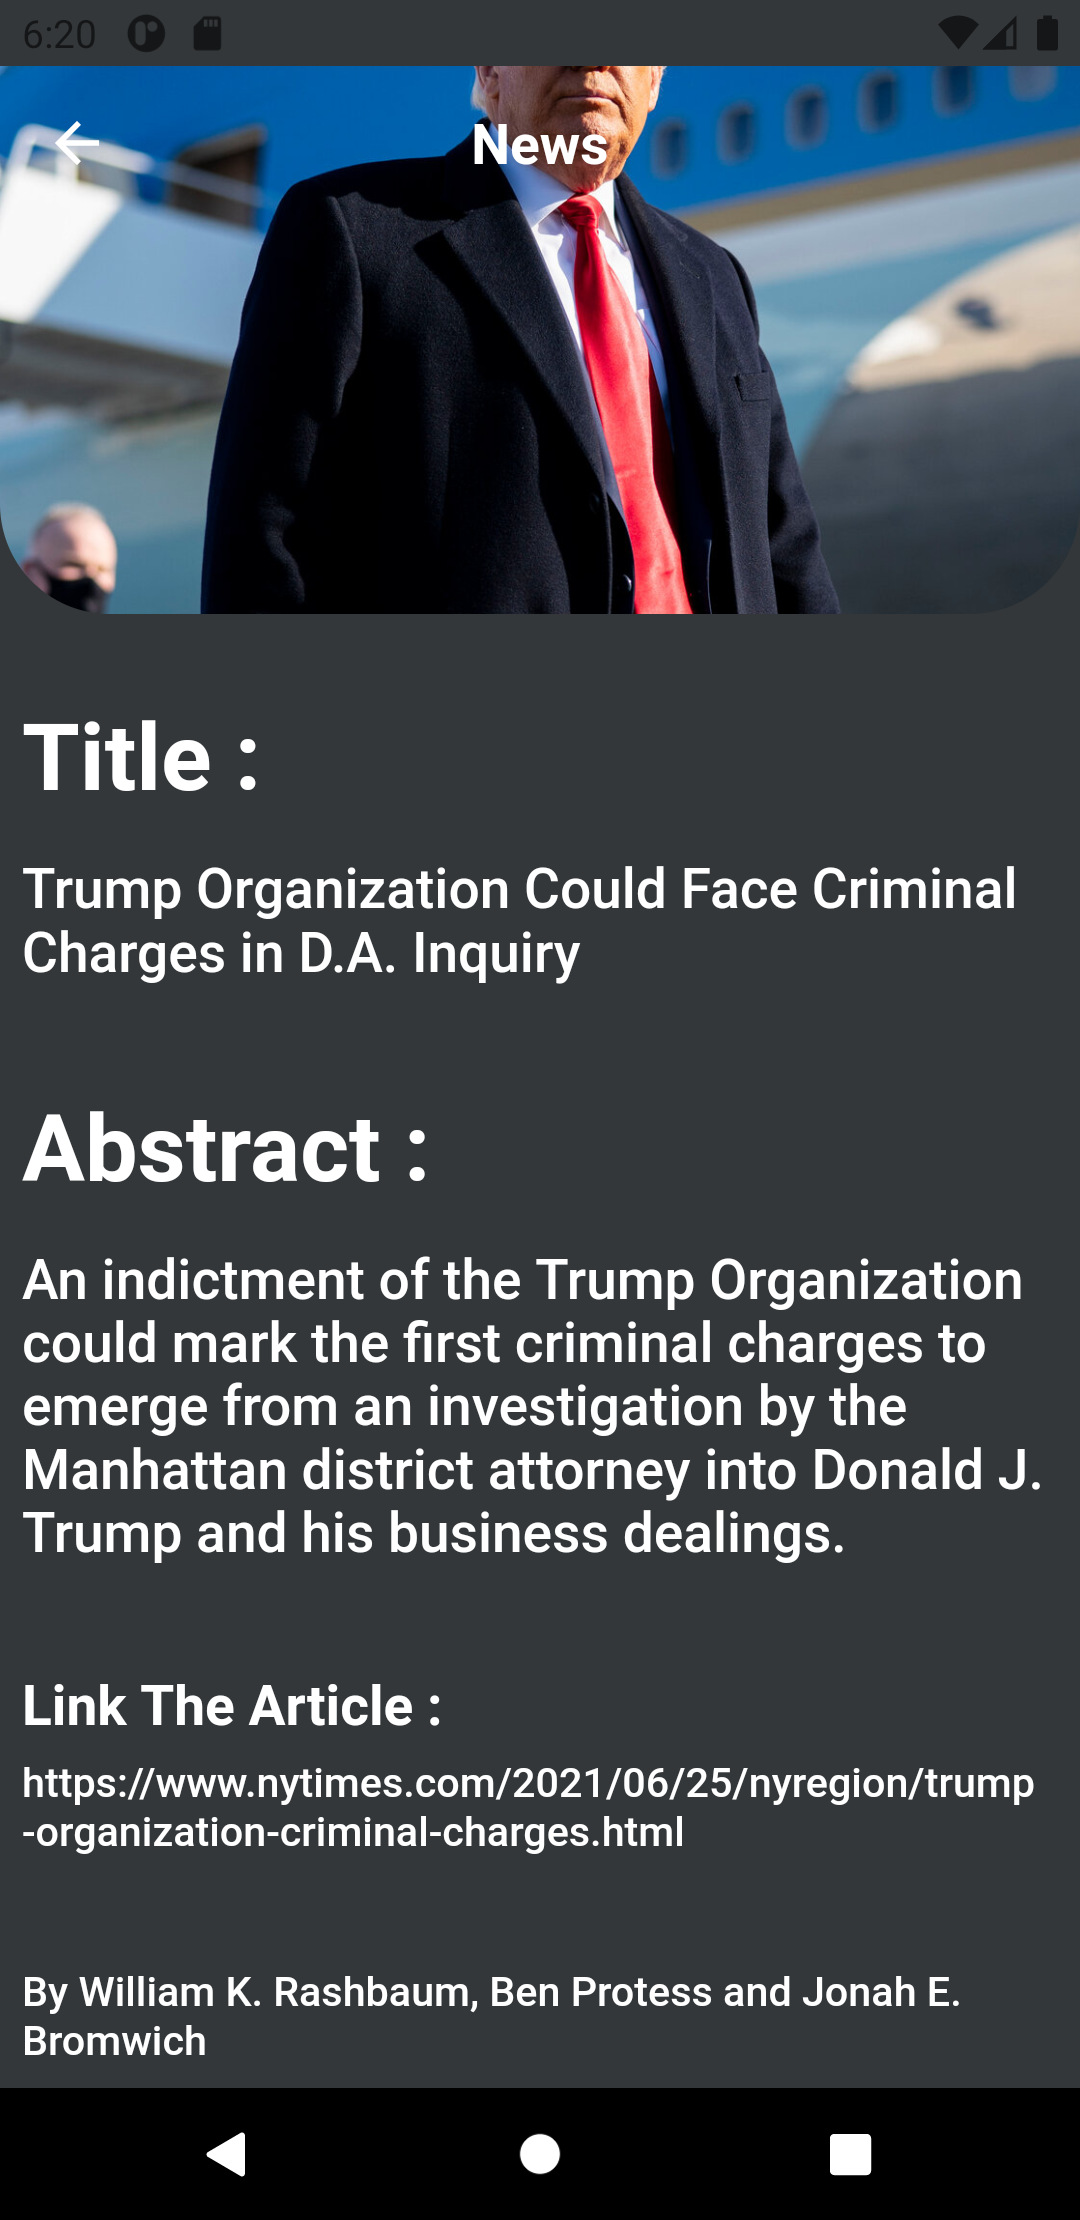 6:20
News
Title :
Trump Organization Could Face Criminal
Charges in D.A. Inquiry
Abstract :
An indictment of the Trump Organization
could mark the first criminal charges to
emerge from an investigation by the
Manhattan district attorney into Donald J.
Trump and his business dealings.
Link The Article :
https://www.nytimes.com/2021/06/25/nyregion/trump
-organization-criminal-charges.html
By William K. Rashbaum, Ben Protess and Jonah E.
Bromwich